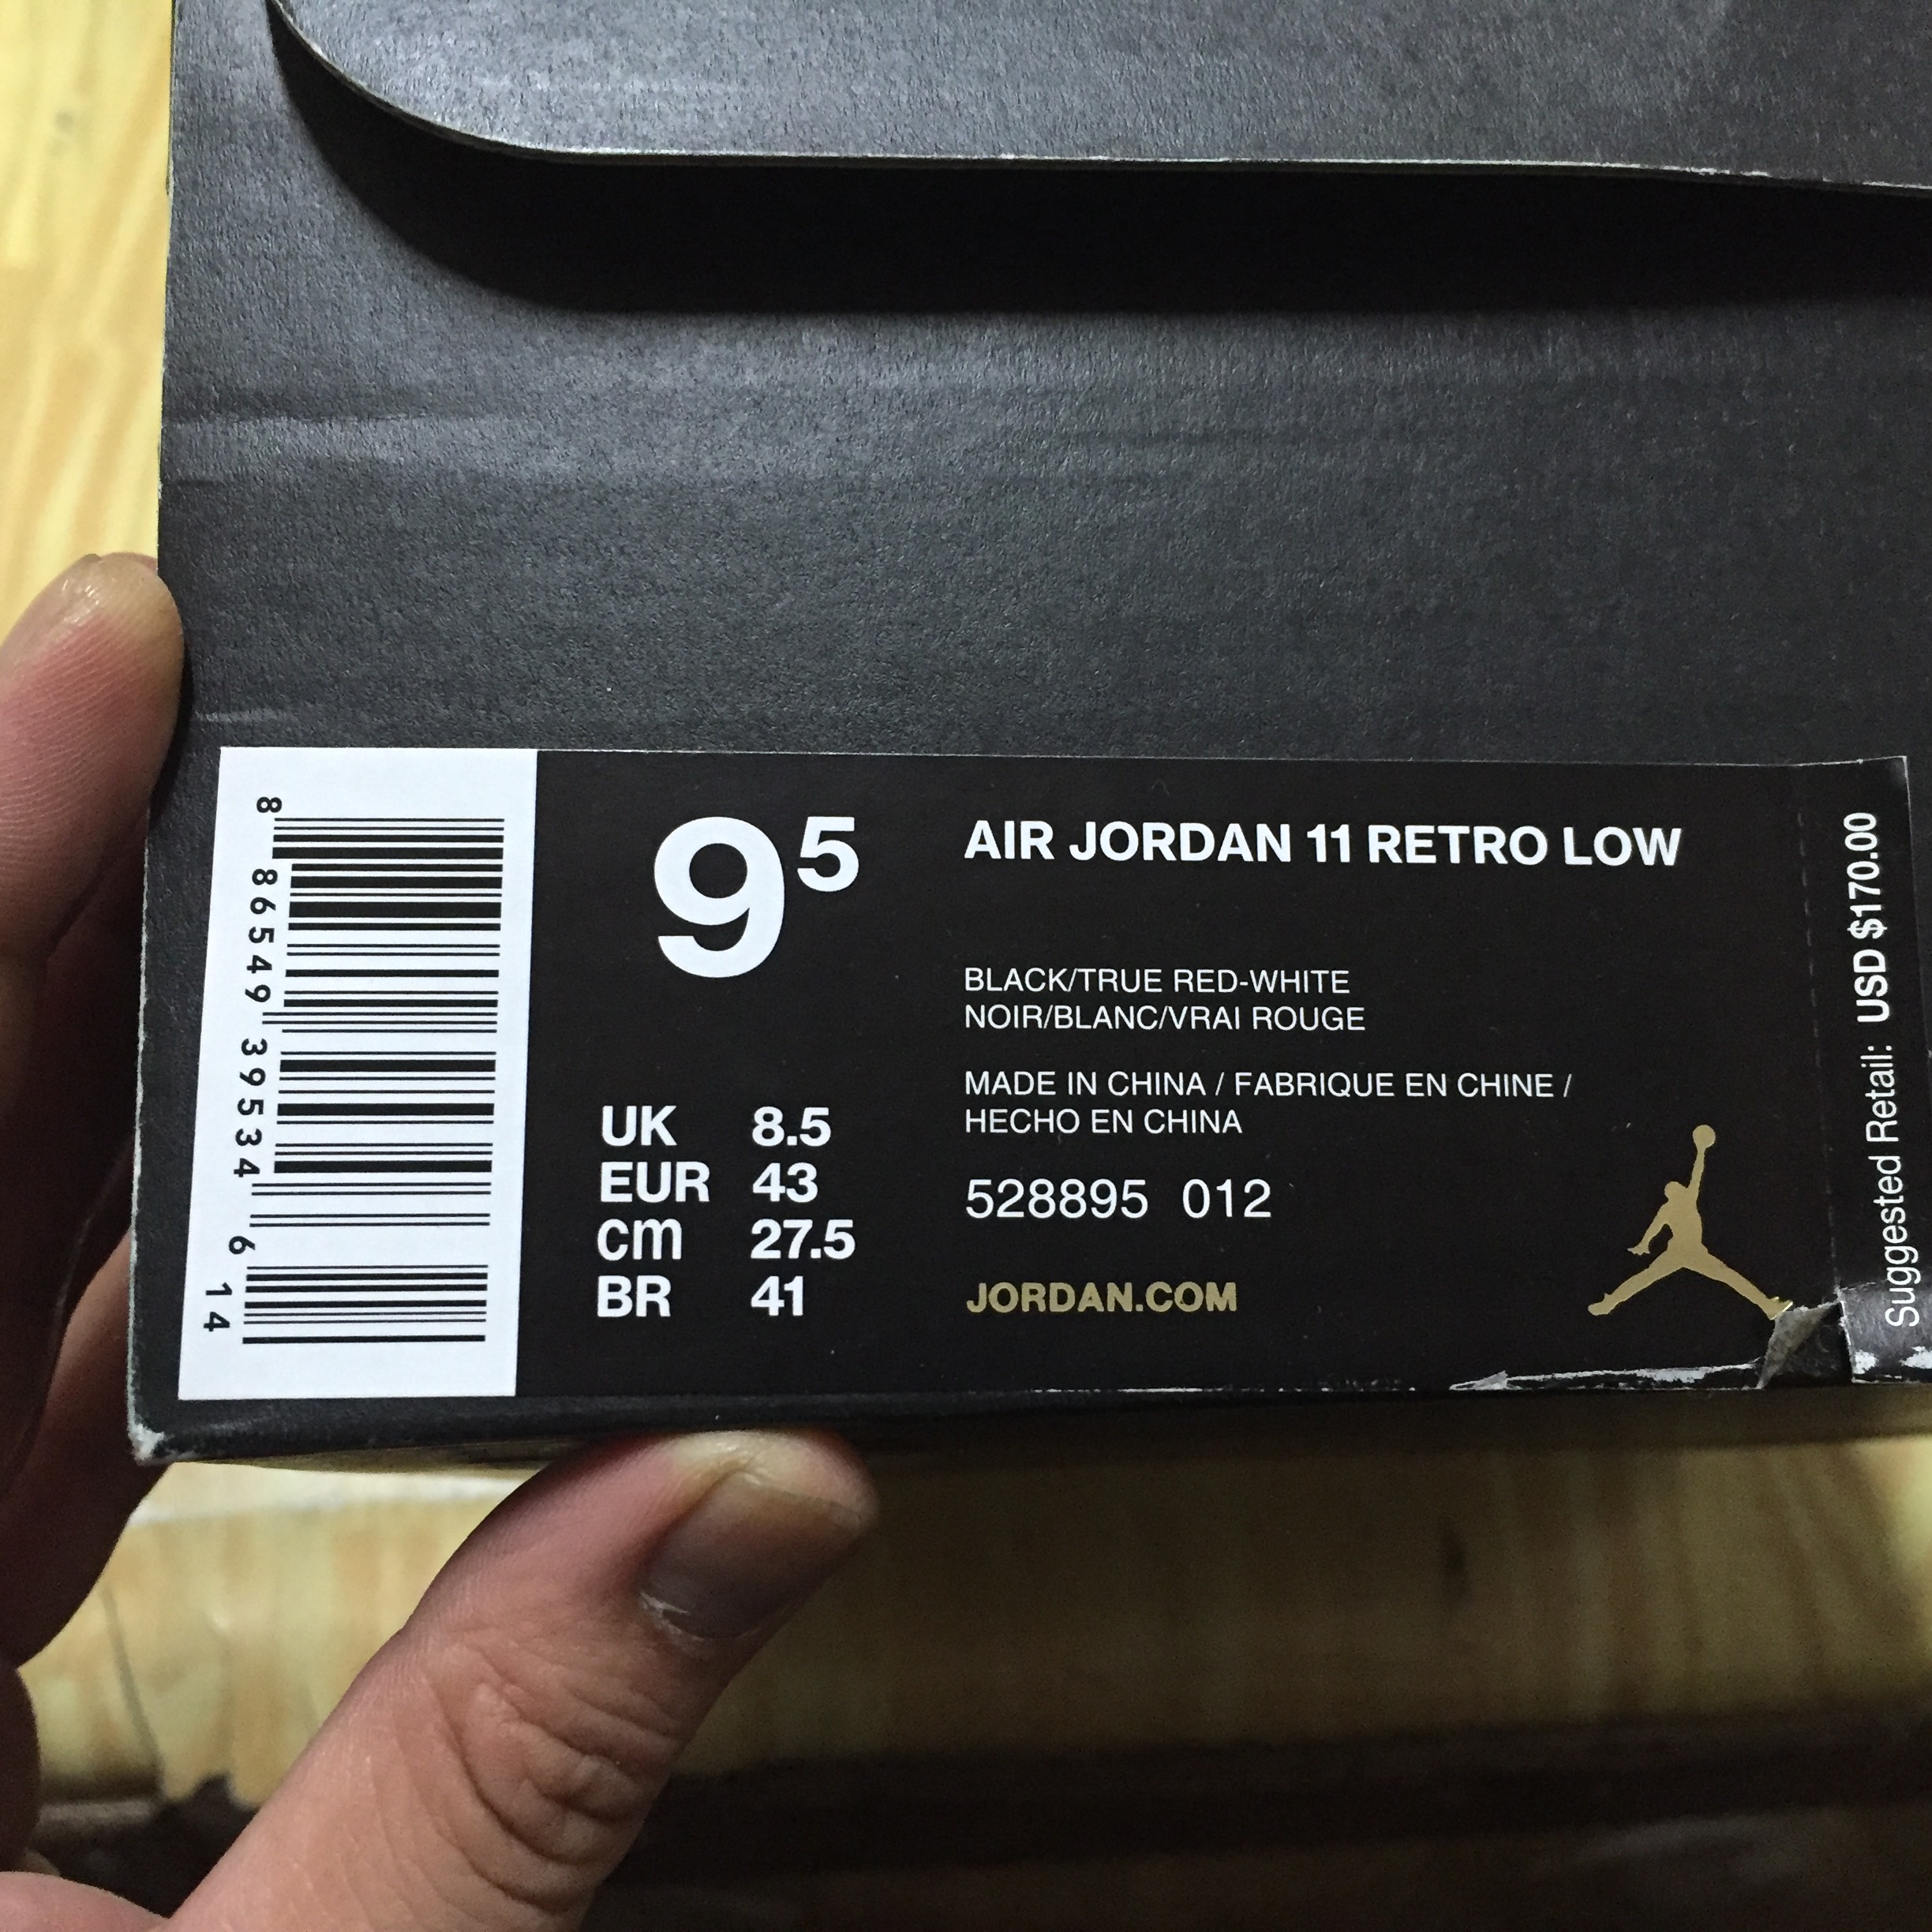 8 86549 39534 6 14
9⁵
UK 8.5
EUR 43
cm 27.5
BR 41
AIR JORDAN 11 RETRO LOW
BLACK/TRUE RED-WHITE
NOIR/BLANC/VRAI ROUGE
MADE IN CHINA / FABRIQUE EN CHINE /
HECHO EN CHINA
528895 012
JORDAN.COM
Suggested Retail: USD $170.00